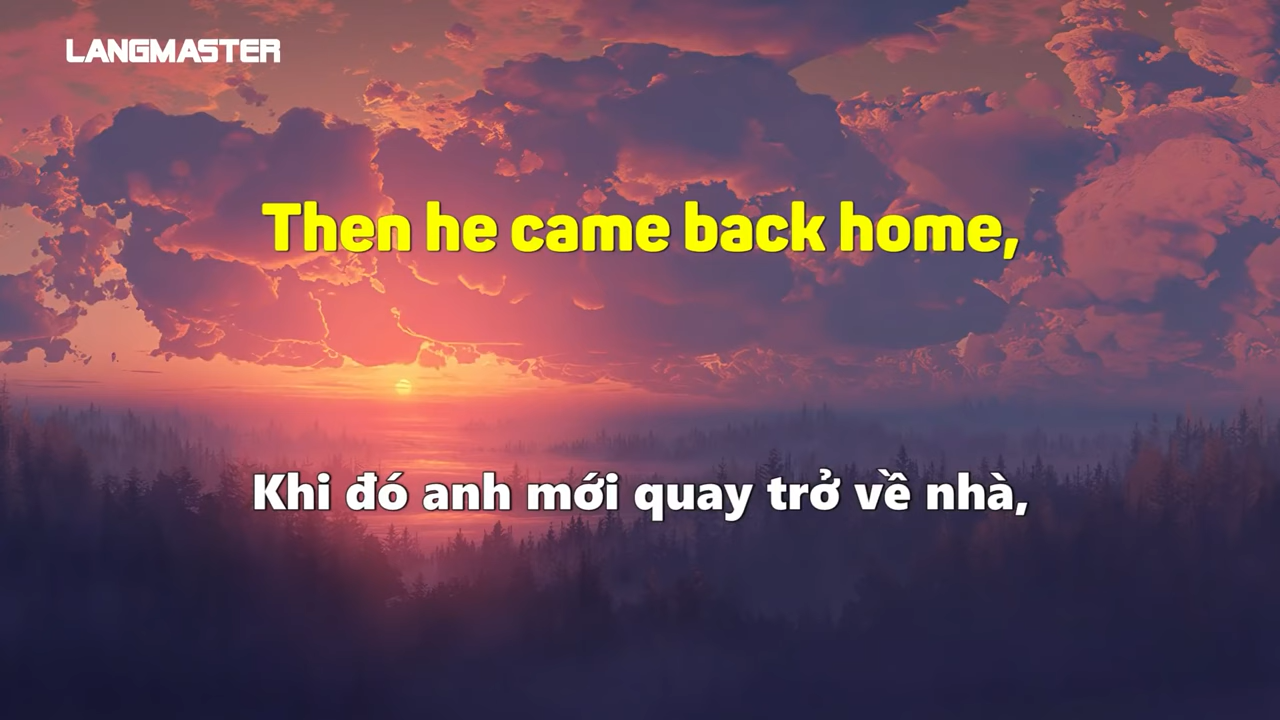 LANGMASTER
Then he came back home,
Khi đó anh mới quay trở về nhà,